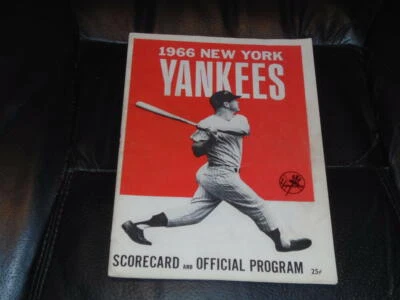 1966 NEW YORK
YANKEES
SCORECARD AND OFFICIAL PROGRAM 25¢